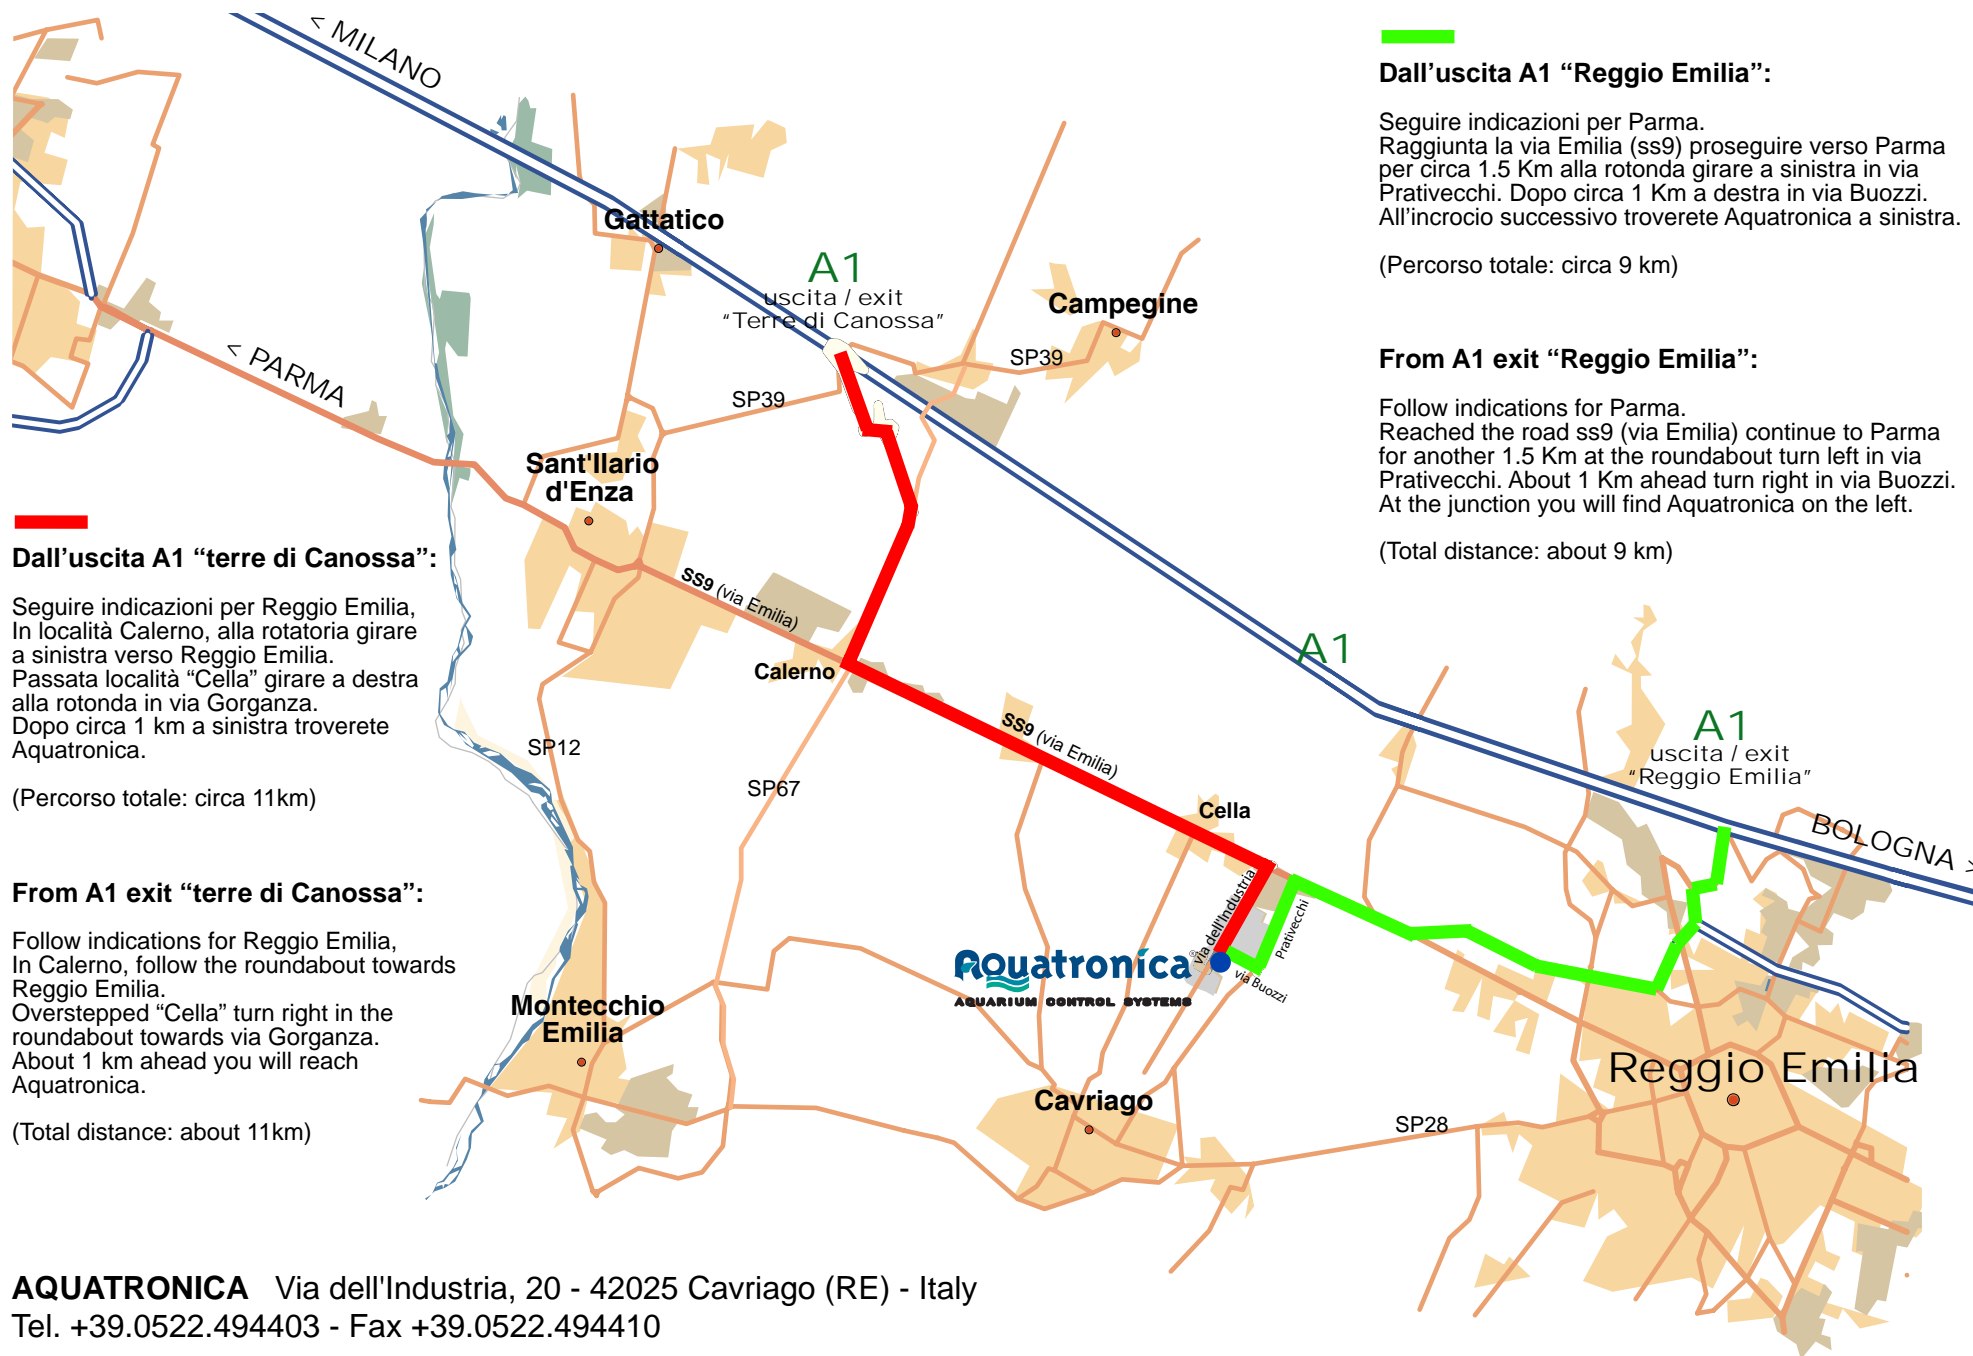 < MILANO
Dall’uscita A1 “Reggio Emilia”:
Seguire indicazioni per Parma.
Raggiunta la via Emilia (ss9) proseguire verso Parma
per circa 1.5 Km alla rotonda girare a sinistra in via
Prativecchi. Dopo circa 1 Km a destra in via Buozzi.
All’incrocio successivo troverete Aquatronica a sinistra.
(Percorso totale: circa 9 km)
From A1 exit “Reggio Emilia”:
Follow indications for Parma.
Reached the road ss9 (via Emilia) continue to Parma
for another 1.5 Km at the roundabout turn left in via
Prativecchi. About 1 Km ahead turn right in via Buozzi.
At the junction you will find Aquatronica on the left.
(Total distance: about 9 km)
Gattatico
A1
uscita / exit
“Terre di Canossa”
Campegine
SP39
SP39
< PARMA
Sant'Ilario
d'Enza
Dall’uscita A1 “terre di Canossa”:
Seguire indicazioni per Reggio Emilia,
In località Calerno, alla rotatoria girare
a sinistra verso Reggio Emilia.
Passata località “Cella” girare a destra
alla rotonda in via Gorganza.
Dopo circa 1 km a sinistra troverete
Aquatronica.
(Percorso totale: circa 11km)
From A1 exit “terre di Canossa”:
Follow indications for Reggio Emilia,
In Calerno, follow the roundabout towards
Reggio Emilia.
Overstepped “Cella” turn right in the
roundabout towards via Gorganza.
About 1 km ahead you will reach
Aquatronica.
(Total distance: about 11km)
SS9 (via Emilia)
Calerno
A1
SS9 (via Emilia)
SP12
SP67
A1
uscita / exit
“Reggio Emilia”
Cella
BOLOGNA >
via dell'Industria
Prativecchi
via Buozzi
Aquatronica®
AQUARIUM CONTROL SYSTEMS
Montecchio
Emilia
Reggio Emilia
Cavriago
SP28
AQUATRONICA Via dell'Industria, 20 - 42025 Cavriago (RE) - Italy
Tel. +39.0522.494403 - Fax +39.0522.494410